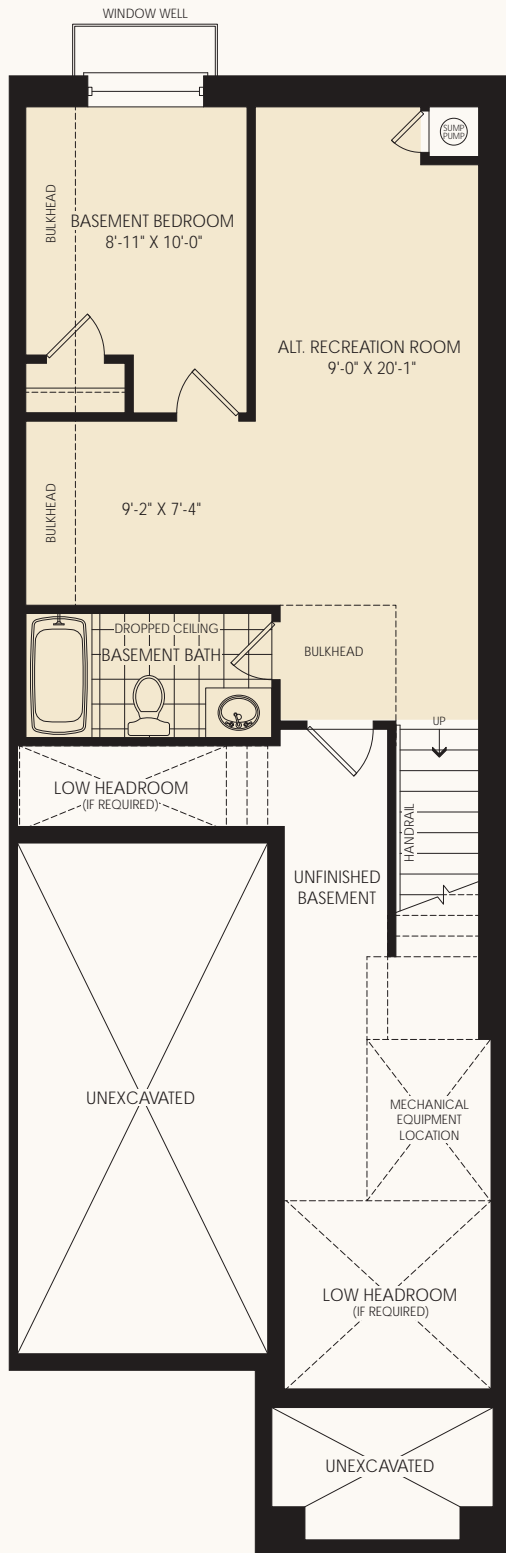 WINDOW WELL
SUMP
PUMP
BULKHEAD
BASEMENT BEDROOM
8'-11" X 10'-0"
ALT. RECREATION ROOM
9'-0" X 20'-1"
BULKHEAD
9'-2" X 7'-4"
DROPPED CEILING
BASEMENT BATH
BULKHEAD
UP
HANDRAIL
LOW HEADROOM
(IF REQUIRED)
UNFINISHED
BASEMENT
UNEXCAVATED
MECHANICAL
EQUIPMENT
LOCATION
LOW HEADROOM
(IF REQUIRED)
UNEXCAVATED